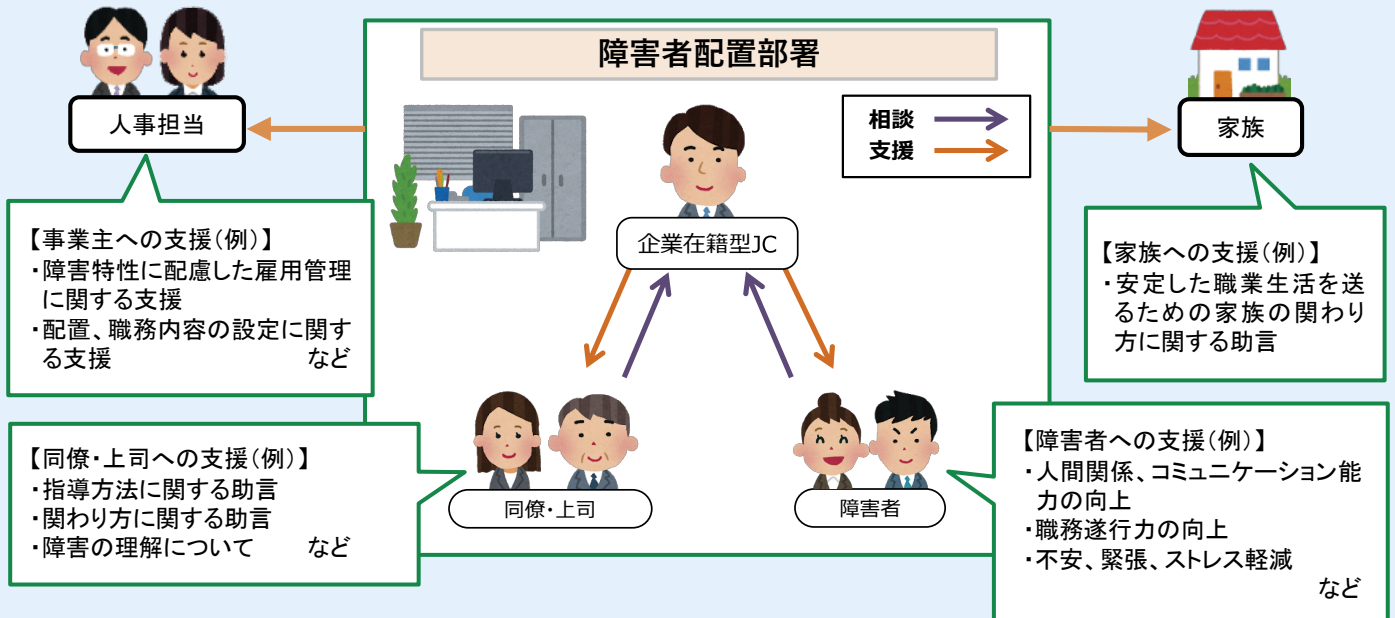 障害者配置部署
人事担当
相談
支援
家族
企業在籍型JC
【事業主への支援(例)】
・障害特性に配慮した雇用管理
に関する支援
・配置、職務内容の設定に関す
る支援 など
【家族への支援(例)】
・安定した職業生活を送
るための家族の関わり
方に関する助言
【同僚・上司への支援(例)】
・指導方法に関する助言
・関わり方に関する助言
・障害の理解について など
同僚・上司
障害者
【障害者への支援(例)】
・人間関係、コミュニケーション能
力の向上
・職務遂行力の向上
・不安、緊張、ストレス軽減
など